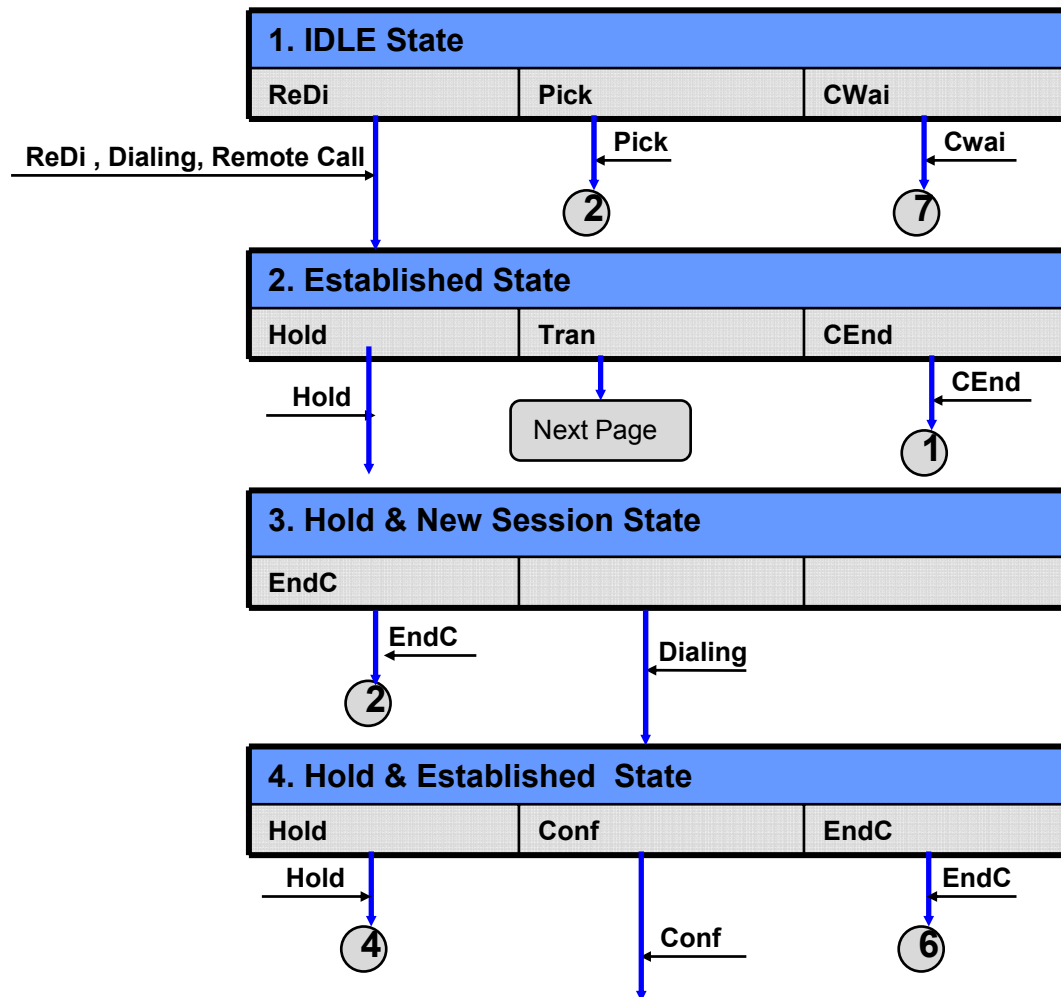 1. IDLE State
ReDi Pick CWai
ReDi , Dialing, Remote Call
Pick
Cwai
2
7
2. Established State
Hold Tran CEnd
Hold
CEnd
Next Page
1
3. Hold & New Session State
EndC
EndC
Dialing
2
4. Hold & Established State
Hold Conf EndC
Hold
EndC
4
Conf
6